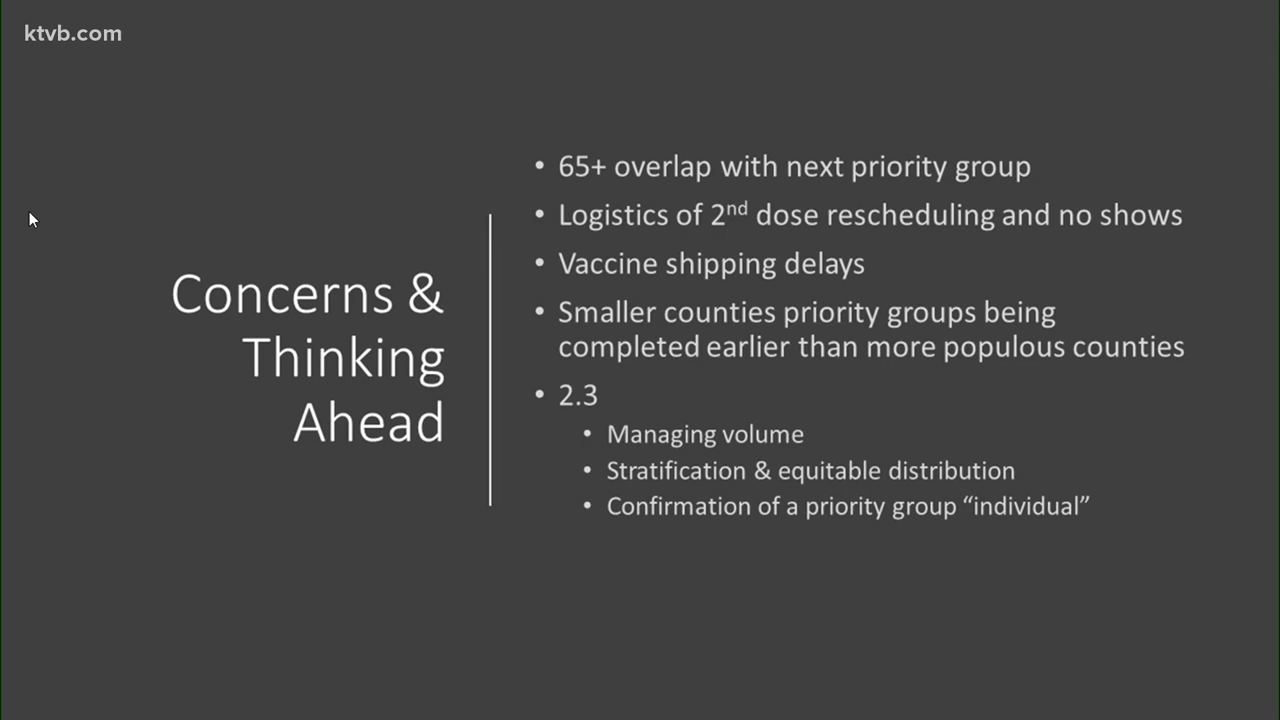 ktvb.com
Concerns &
Thinking
Ahead
• 65+ overlap with next priority group
• Logistics of 2nd dose rescheduling and no shows
• Vaccine shipping delays
• Smaller counties priority groups being
completed earlier than more populous counties
• 2.3
• Managing volume
• Stratification & equitable distribution
• Confirmation of a priority group “individual”